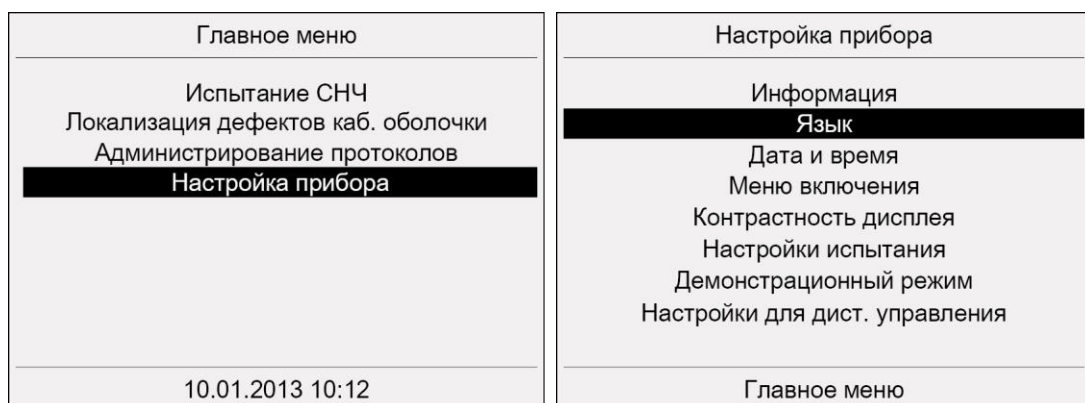 Главное меню
Испытание СНЧ
Локализация дефектов каб. оболочки
Администрирование протоколов
Настройка прибора
10.01.2013 10:12
Настройка прибора
Информация
Язык
Дата и время
Меню включения
Контрастность дисплея
Настройки испытания
Демонстрационный режим
Настройки для дист. управления
Главное меню